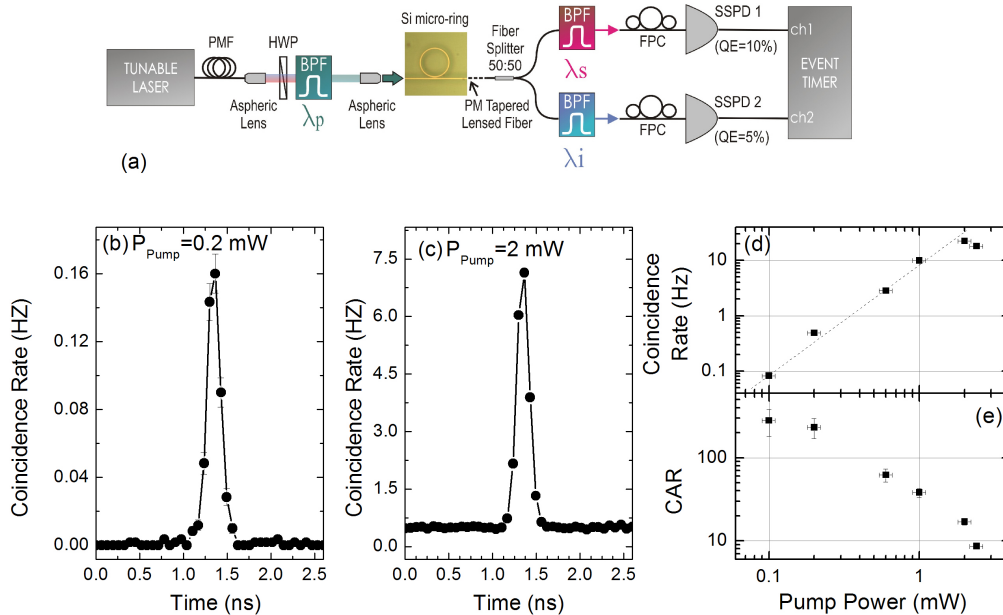 TUNABLE
LASER
PMF
HWP
Aspheric
Lens
BPF
λp
Aspheric
Lens
Si micro-ring
Fiber
Splitter
50:50
PM Tapered
Lensed Fiber
BPF
λs
FPC
SSPD 1
(QE=10%)
BPF
λi
FPC
SSPD 2
(QE=5%)
ch1
EVENT
TIMER
ch2
(a)
(b) P Pump =0.2 mW
Coincidence Rate (HZ)
0.16
0.12
0.08
0.04
0.00
0.0 0.5 1.0 1.5 2.0 2.5
Time (ns)
(c) P Pump =2 mW
Coincidence Rate (HZ)
7.5
6.0
4.5
3.0
1.5
0.0
0.0 0.5 1.0 1.5 2.0 2.5
Time (ns)
(d)
Coincidence
Rate (Hz)
10
1
0.1
(e)
CAR
100
10
0.1 1
Pump Power (mW)